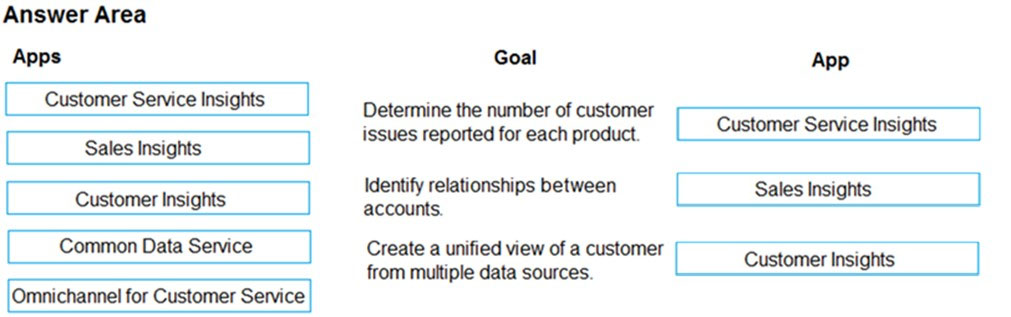 Answer Area
Apps
Goal
App
Customer Service Insights
Sales Insights
Customer Insights
Common Data Service
Omnichannel for Customer Service
Determine the number of customer
issues reported for each product.
Customer Service Insights
Identify relationships between
accounts.
Sales Insights
Create a unified view of a customer
from multiple data sources.
Customer Insights